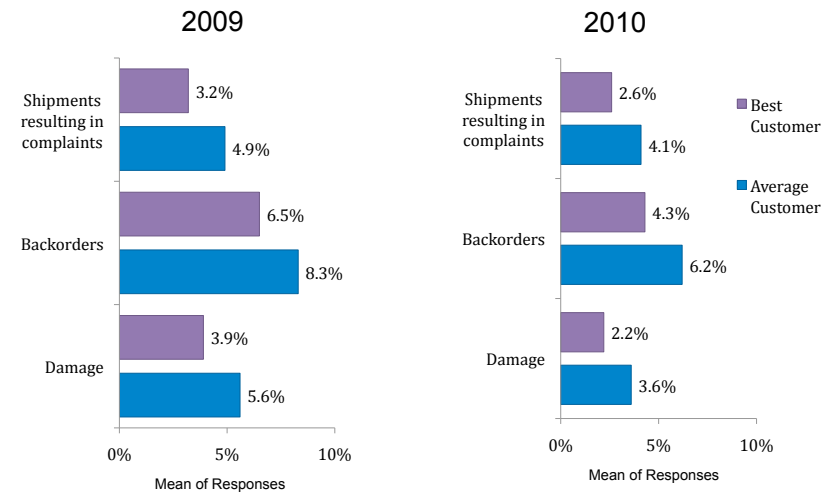 2009
Shipments
resulting in
complaints
3.2%
4.9%
Backorders
6.5%
8.3%
Damage
3.9%
5.6%
0%
5%
10%
Mean of Responses
2010
Shipments
resulting in
complaints
2.6%
4.1%
Backorders
4.3%
6.2%
Damage
2.2%
3.6%
0%
5%
10%
Mean of Responses
Best
Customer
Average
Customer